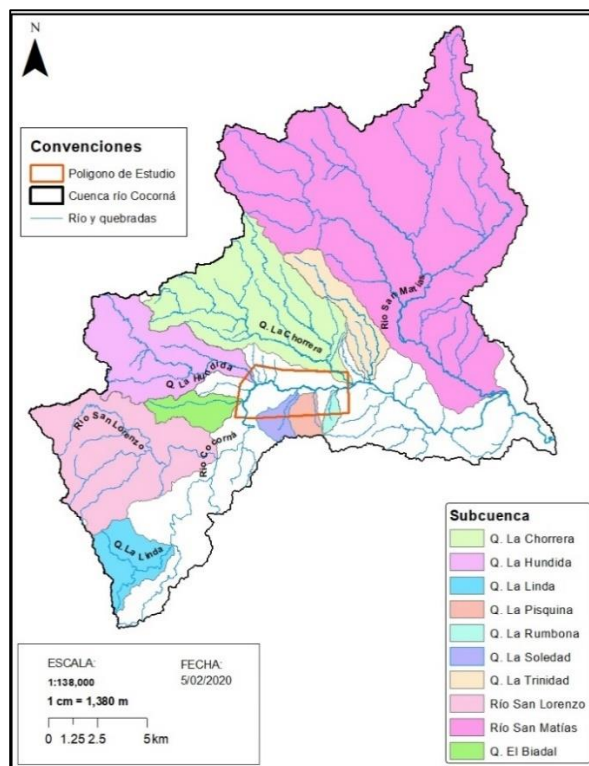 N
Convenciones
Poligono de Estudio
Cuenca río Cocorná
Río y quebradas
Río San Matías
Q. La Chorrera
Q. La Hundida
Río San Lorenzo
Río Cocorná
Q. La Linda
Subcuenca
Q. La Chorrera
Q. La Hundida
Q. La Linda
Q. La Pisquina
Q. La Rumbona
Q. La Soledad
Q. La Trinidad
Río San Lorenzo
Río San Matías
Q. El Biadal
ESCALA:
1:138,000
1 cm = 1,380 m
FECHA:
5/02/2020
0 1.25 2.5 5 km